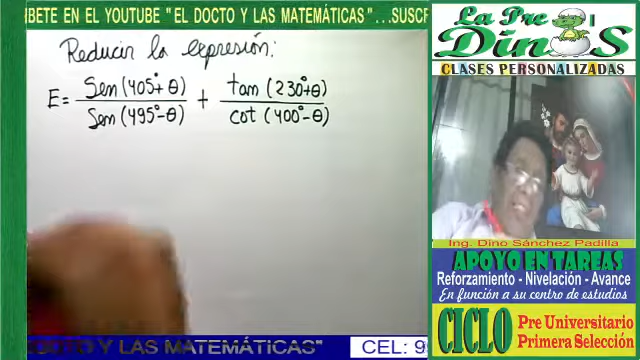 BETE EN EL YOUTUBE "EL DOCTO Y LAS MATEMÁTICAS" ...SUSCR
Reducir la expresión:
E = Sen (405°+ θ) / Sen (495°- θ) + tan (230°+θ) / cot (400°- θ)
Y LAS MATEMÁTICAS" CEL: 9
La Pre
DinoS
CLASES PERSONALIZADAS
Ing. Dino Sánchez Padilla
APOYO EN TAREAS
Reforzamiento - Nivelación - Avance
En función a su centro de estudios
CICLO
Pre Universitario
Primera Selección